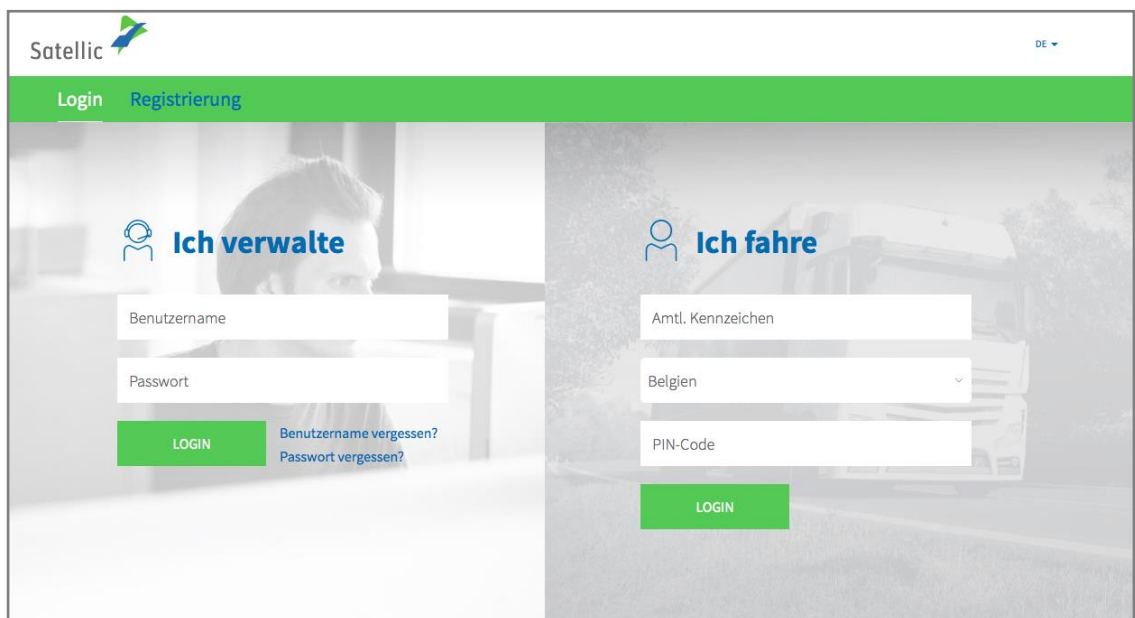 Satellic
DE
Login Registrierung
Ich verwalte
Benutzername
Passwort
LOGIN
Benutzername vergessen?
Passwort vergessen?
Ich fahre
Amtl. Kennzeichen
Belgien
PIN-Code
LOGIN